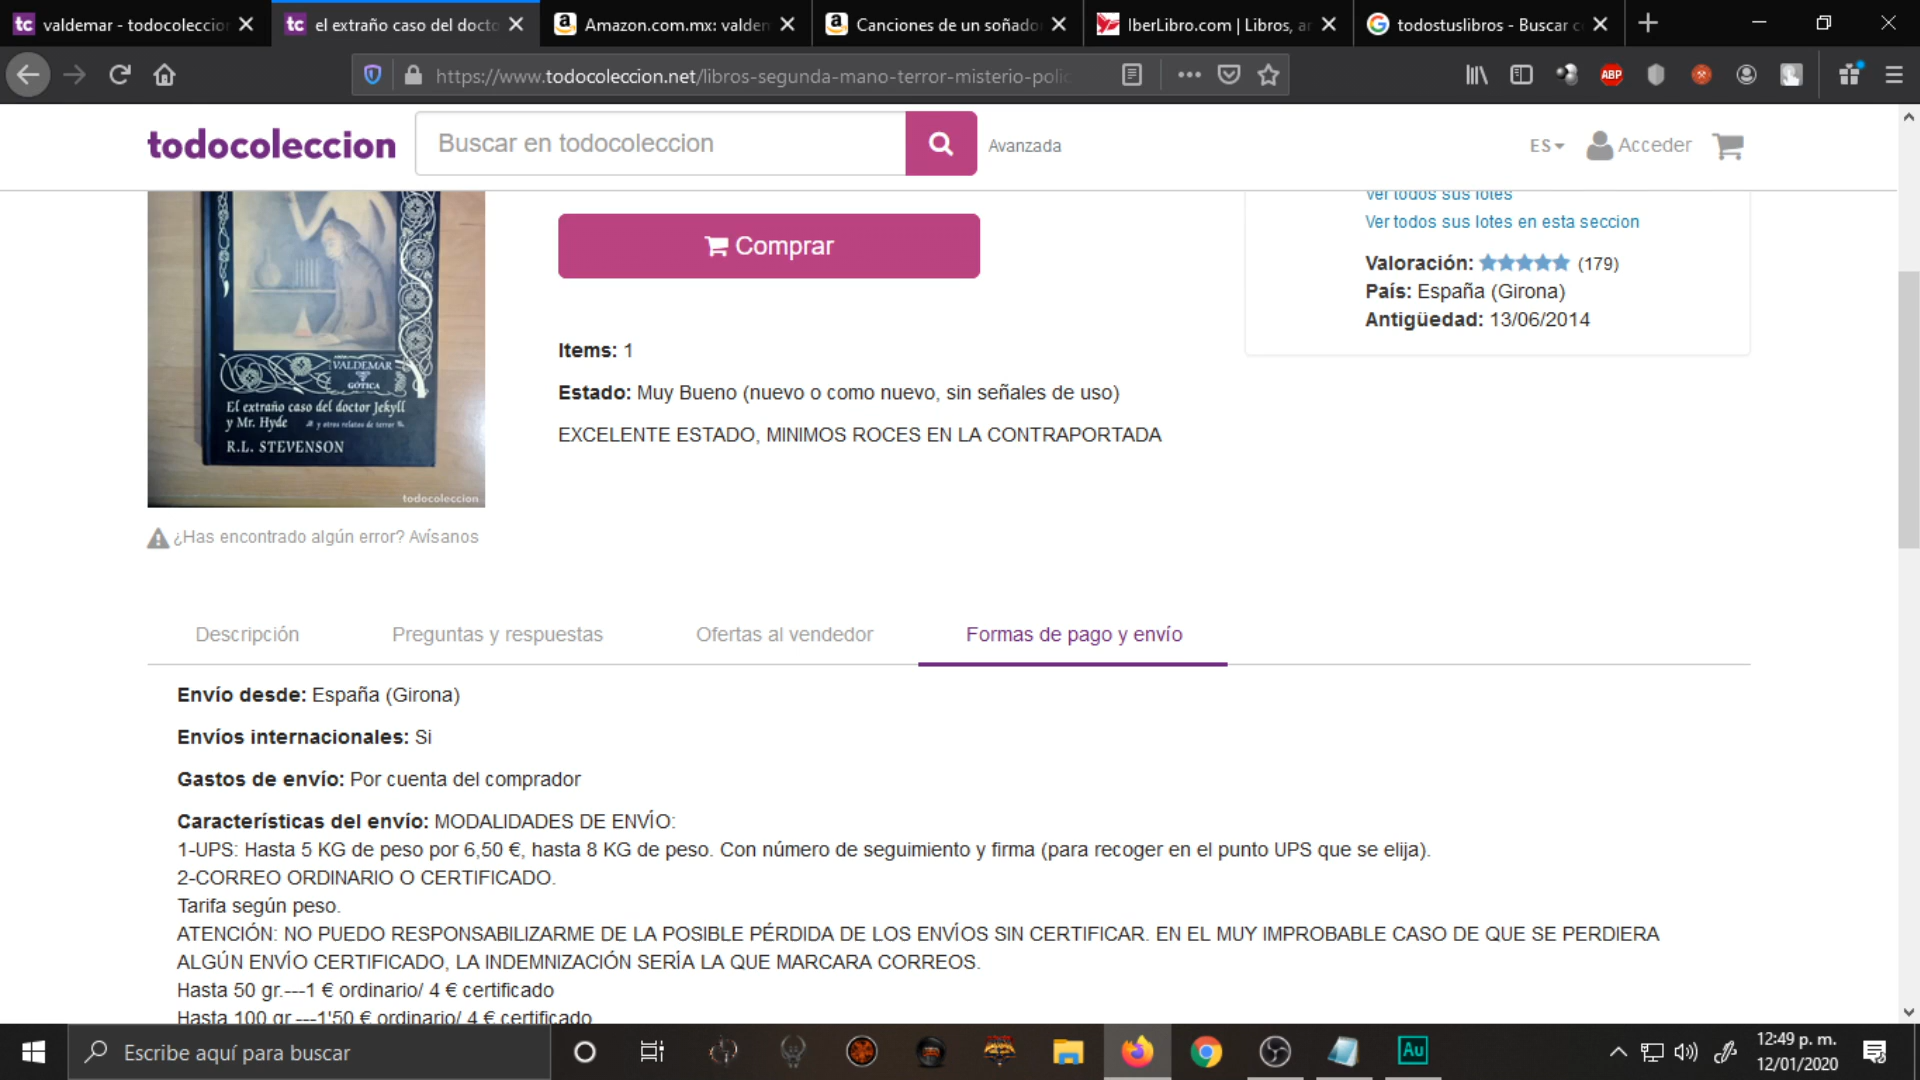 valdemar - todocoleccion
el extraño caso del docto
Amazon.com.mx: valdem
Canciones de un soñado
IberLibro.com | Libros, ar
todostuslibros - Buscar c
https://www.todocoleccion.net/libros-segunda-mano-terror-misterio-polic
ABP
todocoleccion
Buscar en todocoleccion
Avanzada
ES
Acceder
Ver todos sus lotes
Ver todos sus lotes en esta seccion
Comprar
Valoración: (179)
País: España (Girona)
Antigüedad: 13/06/2014
Items: 1
Estado: Muy Bueno (nuevo o como nuevo, sin señales de uso)
EXCELENTE ESTADO, MINIMOS ROCES EN LA CONTRAPORTADA
VALDEMAR
GÓTICA
El extraño caso del doctor Jekyll
y Mr. Hyde y otros relatos de terror
R.L. STEVENSON
todocoleccion
¿Has encontrado algún error? Avísanos
Descripción
Preguntas y respuestas
Ofertas al vendedor
Formas de pago y envío
Envío desde: España (Girona)
Envíos internacionales: Si
Gastos de envío: Por cuenta del comprador
Características del envío: MODALIDADES DE ENVÍO:
1-UPS: Hasta 5 KG de peso por 6,50 €, hasta 8 KG de peso. Con número de seguimiento y firma (para recoger en el punto UPS que se elija).
2-CORREO ORDINARIO O CERTIFICADO.
Tarifa según peso.
ATENCIÓN: NO PUEDO RESPONSABILIZARME DE LA POSIBLE PÉRDIDA DE LOS ENVÍOS SIN CERTIFICAR. EN EL MUY IMPROBABLE CASO DE QUE SE PERDIERA
ALGÚN ENVÍO CERTIFICADO, LA INDEMNIZACIÓN SERÍA LA QUE MARCARA CORREOS.
Hasta 50 gr.---1 € ordinario/ 4 € certificado
Hasta 100 gr.---1'50 € ordinario/ 4 € certificado
Escribe aquí para buscar
Au
12:49 p. m.
12/01/2020